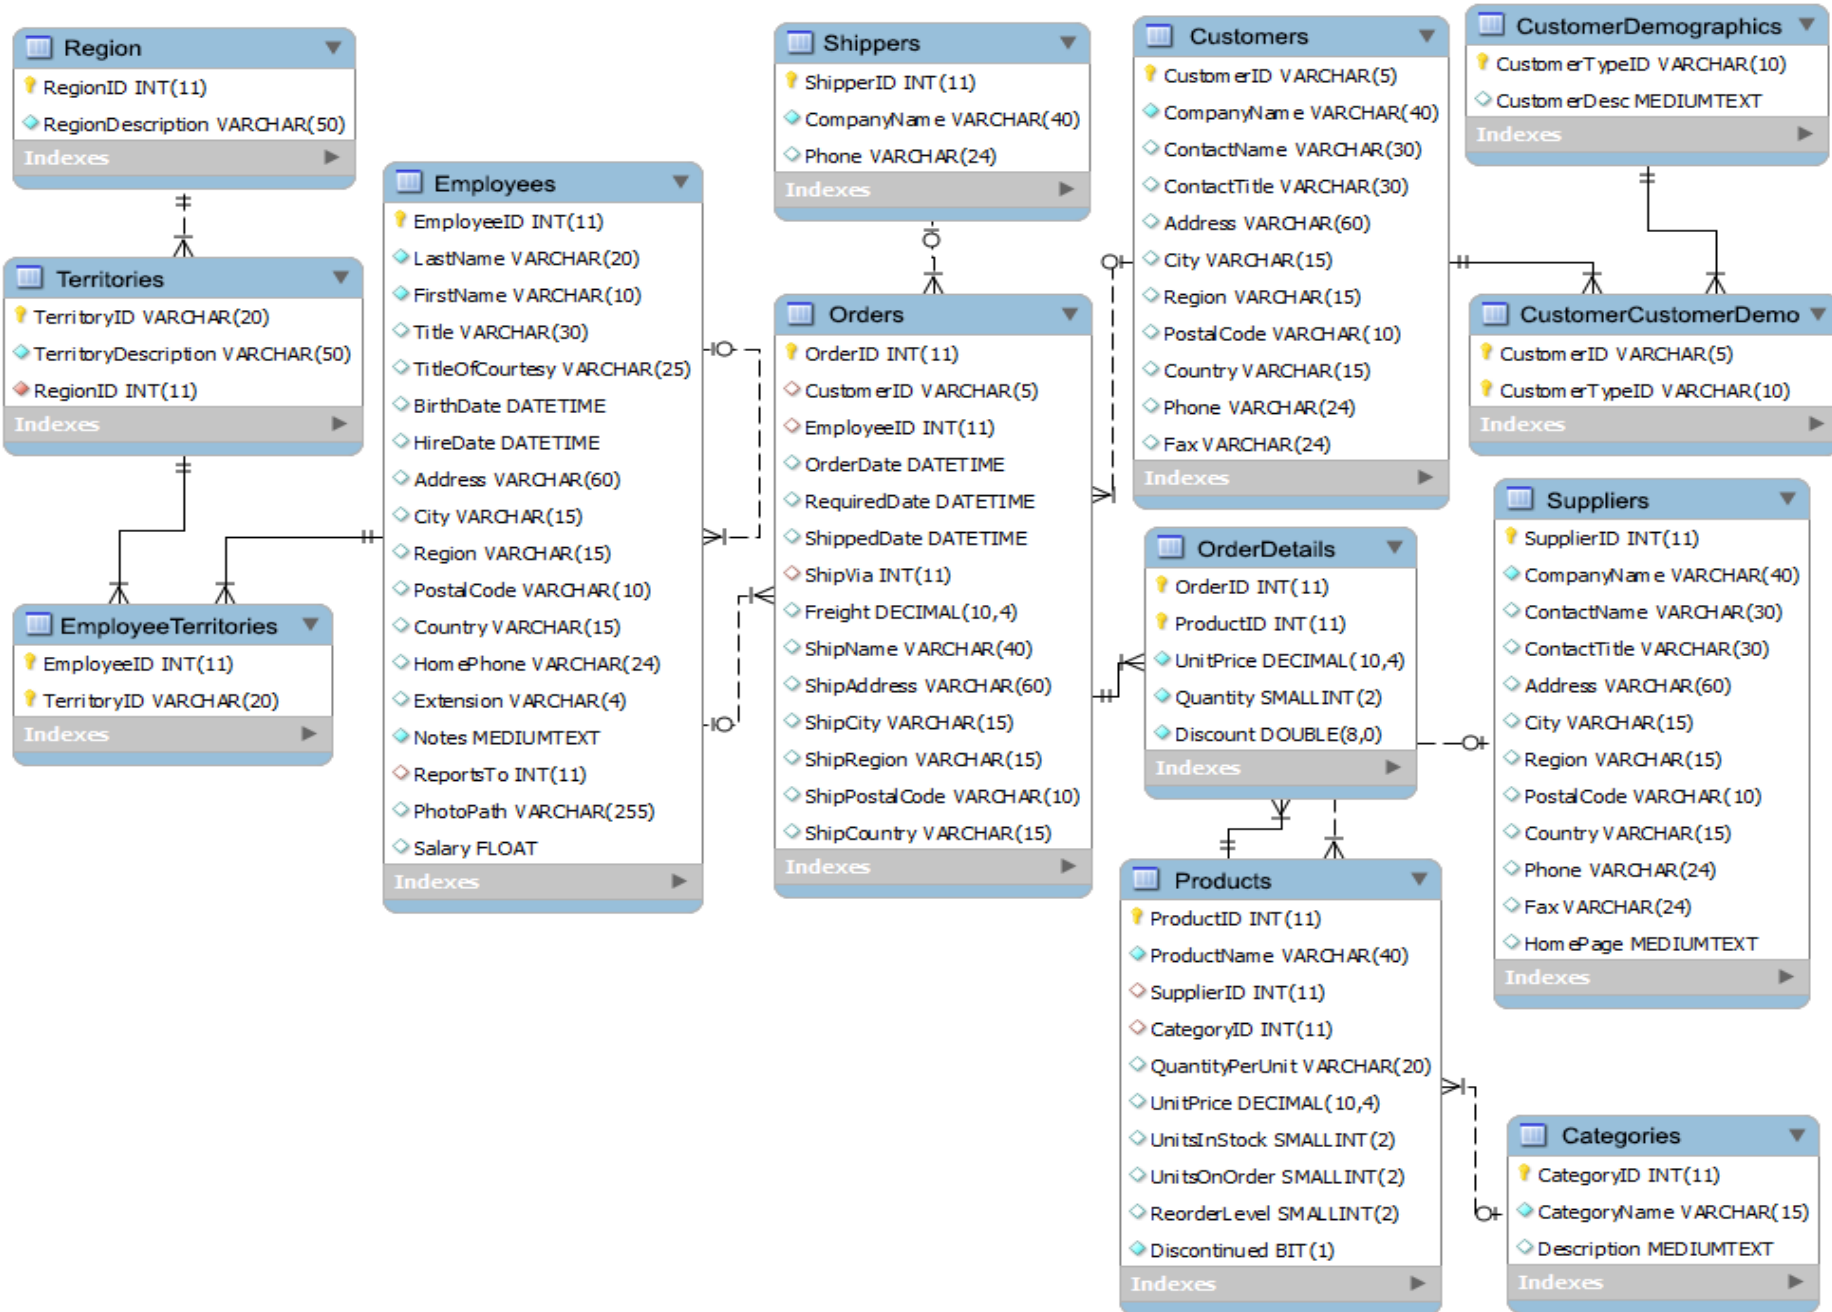 Region
RegionID INT(11)
RegionDescription VARCHAR(50)
Indexes
Territories
TerritoryID VARCHAR(20)
TerritoryDescription VARCHAR(50)
RegionID INT(11)
Indexes
EmployeeTerritories
EmployeeID INT(11)
TerritoryID VARCHAR(20)
Indexes
Employees
EmployeeID INT(11)
LastName VARCHAR(20)
FirstName VARCHAR(10)
Title VARCHAR(30)
TitleOfCourtesy VARCHAR(25)
BirthDate DATETIME
HireDate DATETIME
Address VARCHAR(60)
City VARCHAR(15)
Region VARCHAR(15)
PostalCode VARCHAR(10)
Country VARCHAR(15)
HomePhone VARCHAR(24)
Extension VARCHAR(4)
Notes MEDIUMTEXT
ReportsTo INT(11)
PhotoPath VARCHAR(255)
Salary FLOAT
Indexes
Shippers
ShipperID INT(11)
CompanyName VARCHAR(40)
Phone VARCHAR(24)
Indexes
Orders
OrderID INT(11)
CustomerID VARCHAR(5)
EmployeeID INT(11)
OrderDate DATETIME
RequiredDate DATETIME
ShippedDate DATETIME
ShipVia INT(11)
Freight DECIMAL(10,4)
ShipName VARCHAR(40)
ShipAddress VARCHAR(60)
ShipCity VARCHAR(15)
ShipRegion VARCHAR(15)
ShipPostalCode VARCHAR(10)
ShipCountry VARCHAR(15)
Indexes
Customers
CustomerID VARCHAR(5)
CompanyName VARCHAR(40)
ContactName VARCHAR(30)
ContactTitle VARCHAR(30)
Address VARCHAR(60)
City VARCHAR(15)
Region VARCHAR(15)
PostalCode VARCHAR(10)
Country VARCHAR(15)
Phone VARCHAR(24)
Fax VARCHAR(24)
Indexes
OrderDetails
OrderID INT(11)
ProductID INT(11)
UnitPrice DECIMAL(10,4)
Quantity SMALLINT(2)
Discount DOUBLE(8,0)
Indexes
Products
ProductID INT(11)
ProductName VARCHAR(40)
SupplierID INT(11)
CategoryID INT(11)
QuantityPerUnit VARCHAR(20)
UnitPrice DECIMAL(10,4)
UnitsInStock SMALLINT(2)
UnitsOnOrder SMALLINT(2)
ReorderLevel SMALLINT(2)
Discontinued BIT(1)
Indexes
CustomerDemographics
CustomerTypeID VARCHAR(10)
CustomerDesc MEDIUMTEXT
Indexes
CustomerCustomerDemo
CustomerID VARCHAR(5)
CustomerTypeID VARCHAR(10)
Indexes
Suppliers
SupplierID INT(11)
CompanyName VARCHAR(40)
ContactName VARCHAR(30)
ContactTitle VARCHAR(30)
Address VARCHAR(60)
City VARCHAR(15)
Region VARCHAR(15)
PostalCode VARCHAR(10)
Country VARCHAR(15)
Phone VARCHAR(24)
Fax VARCHAR(24)
HomePage MEDIUMTEXT
Indexes
Categories
CategoryID INT(11)
CategoryName VARCHAR(15)
Description MEDIUMTEXT
Indexes